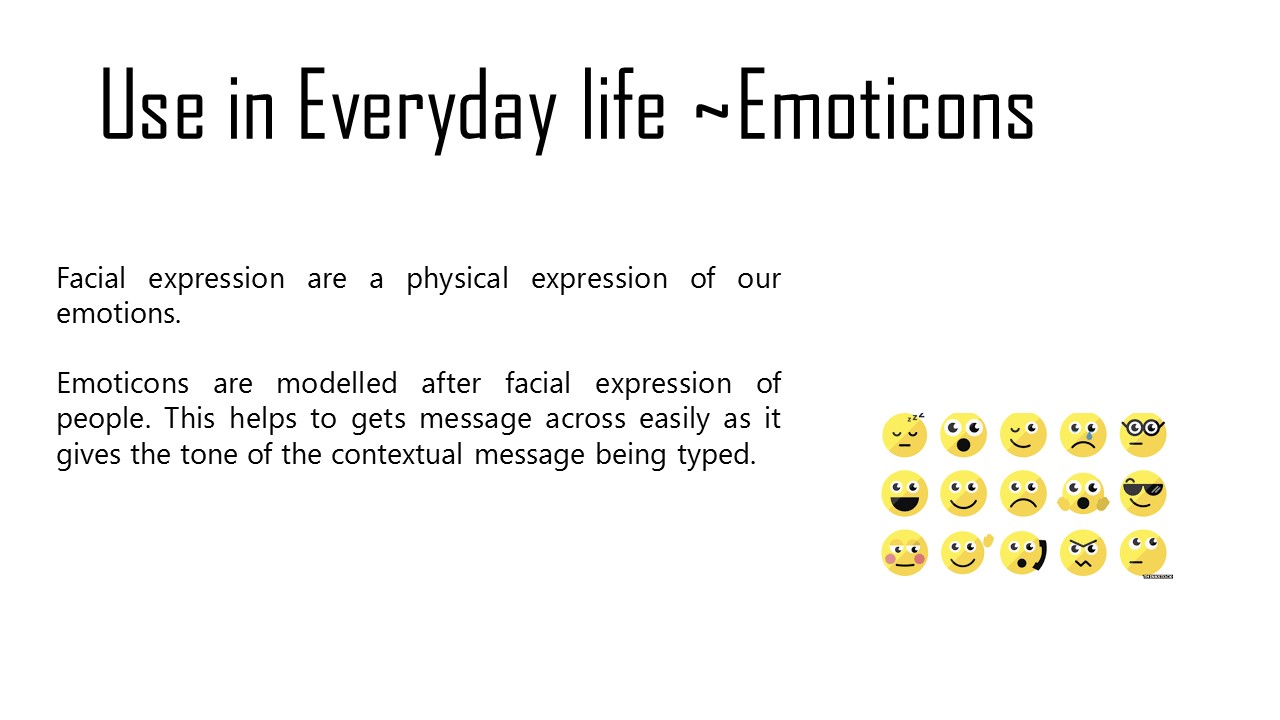 Use in Everyday life ~Emoticons
Facial expression are a physical expression of our
emotions.
Emoticons are modelled after facial expression of
people. This helps to gets message across easily as it
gives the tone of the contextual message being typed.
zzz
THINKSTOCK